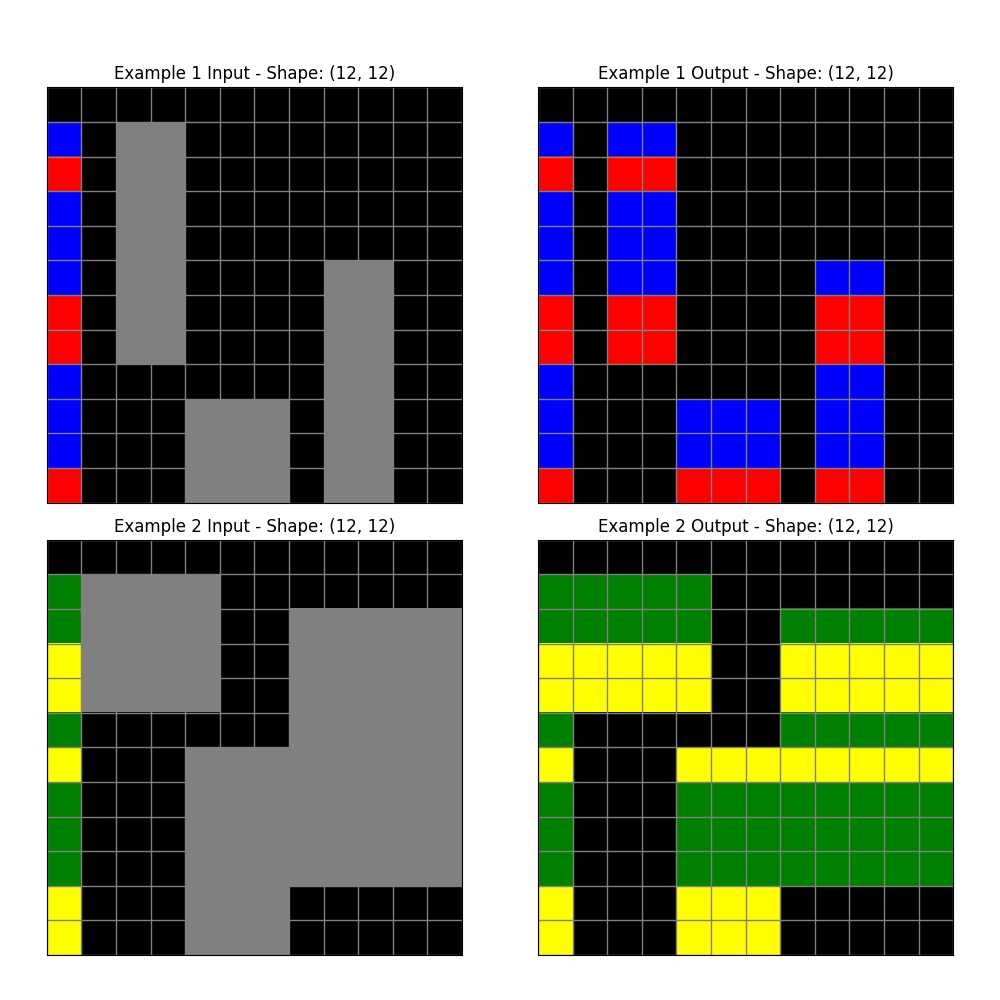 Example 1 Input - Shape: (12, 12)
Example 1 Output - Shape: (12, 12)
Example 2 Input - Shape: (12, 12)
Example 2 Output - Shape: (12, 12)